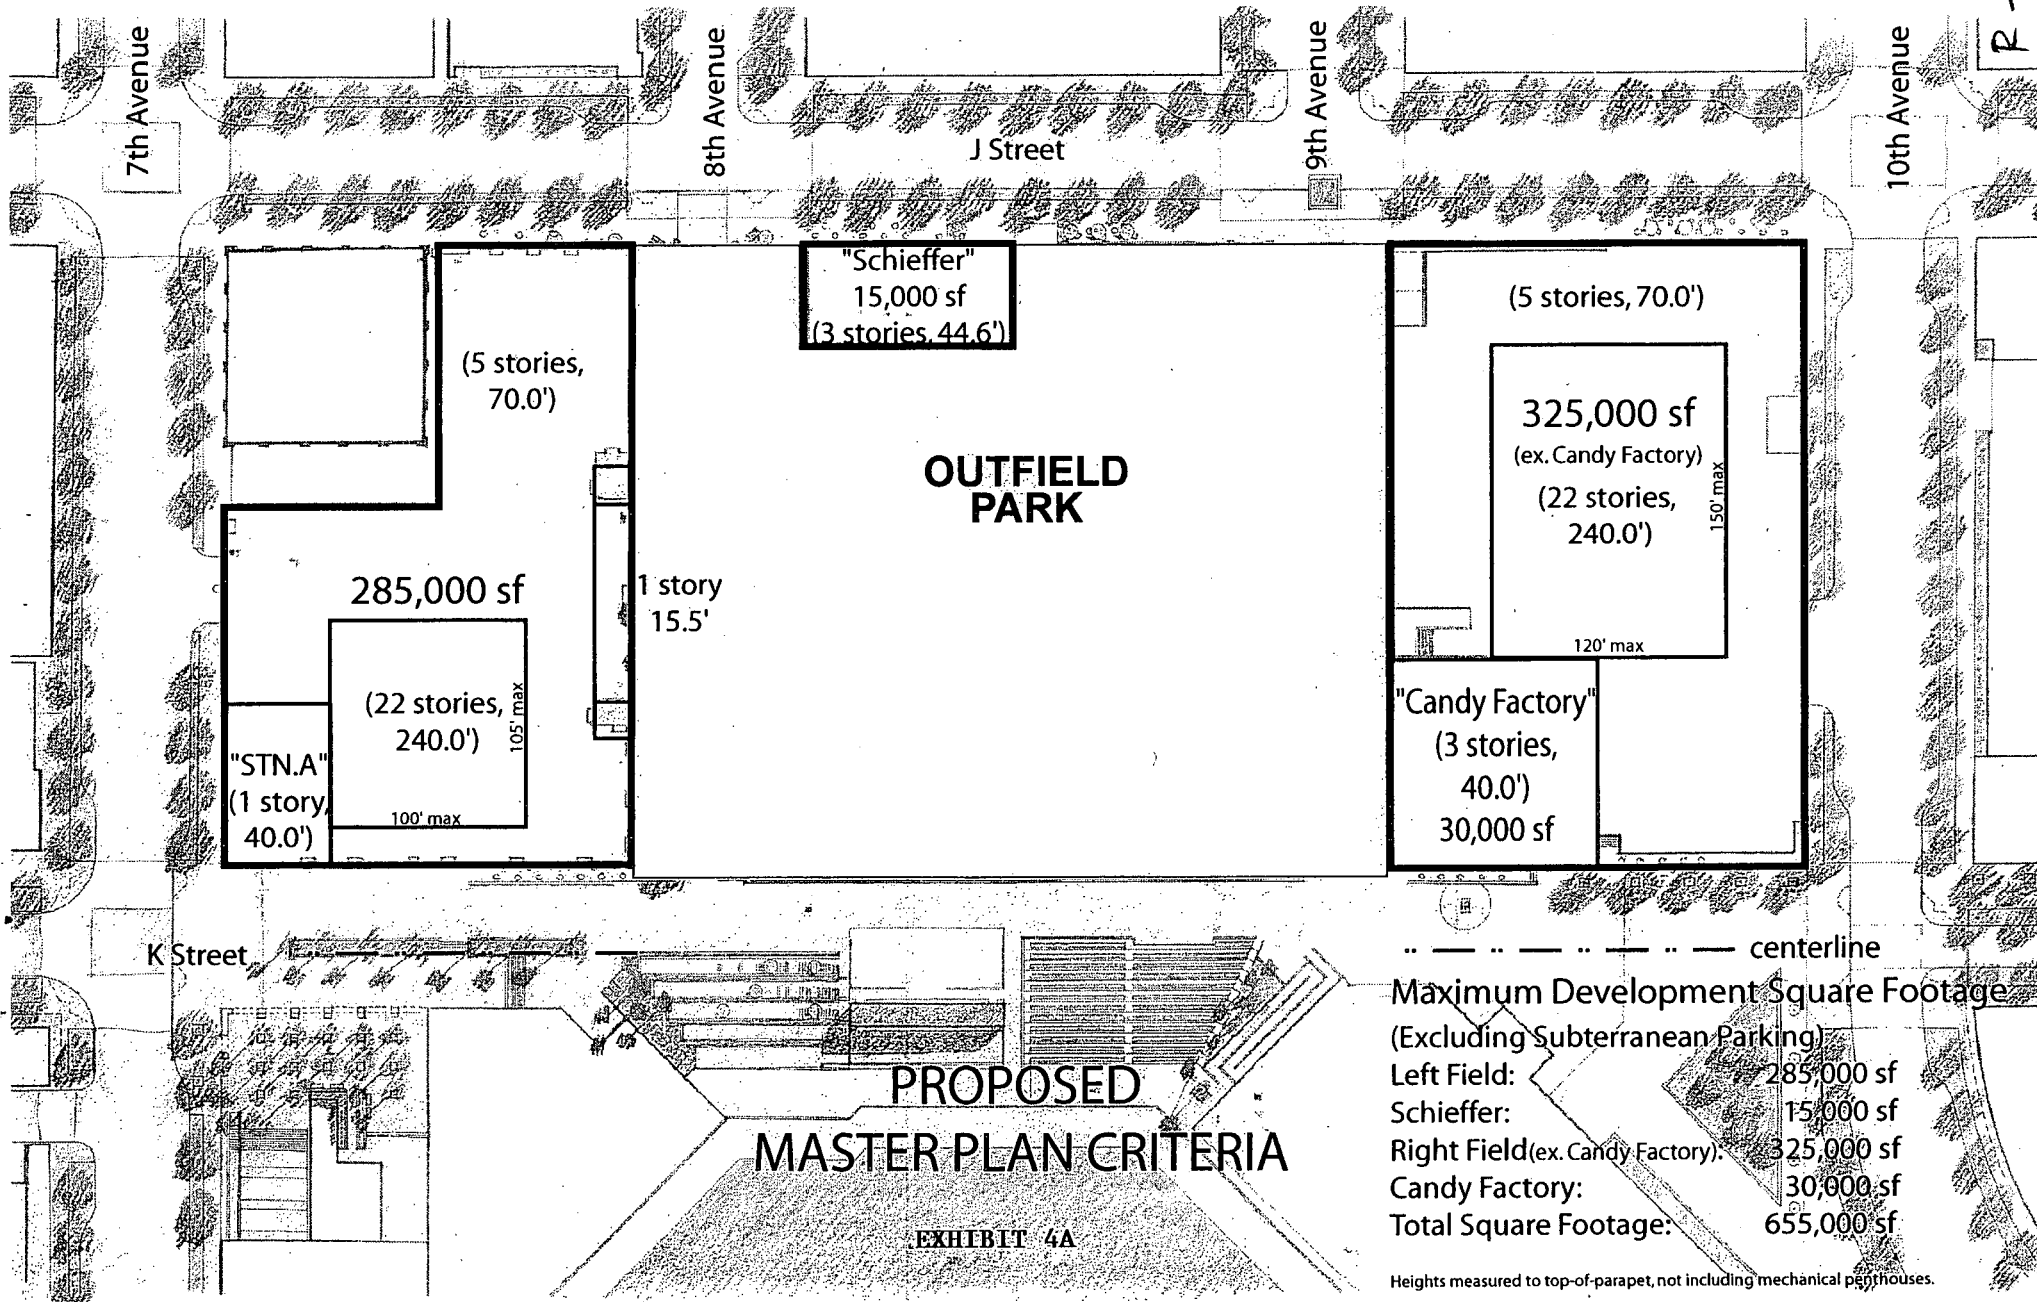 R-
7th Avenue
8th Avenue
9th Avenue
10th Avenue
J Street
"Schieffer"
15,000 sf
(3 stories, 44.6')
(5 stories,
70.0')
(5 stories, 70.0')
325,000 sf
(ex. Candy Factory)
(22 stories,
240.0')
150' max
120' max
OUTFIELD
PARK
285,000 sf
1 story
15.5'
(22 stories,
240.0')
105' max
100' max
"STN.A"
(1 story,
40.0')
"Candy Factory"
(3 stories,
40.0')
30,000 sf
K Street
centerline
Maximum Development Square Footage
(Excluding Subterranean Parking)
Left Field: 285,000 sf
Schieffer: 15,000 sf
Right Field(ex. Candy Factory): 325,000 sf
Candy Factory: 30,000 sf
Total Square Footage: 655,000 sf
Heights measured to top-of-parapet, not including mechanical penthouses.
PROPOSED
MASTER PLAN CRITERIA
EXHIBIT 4A